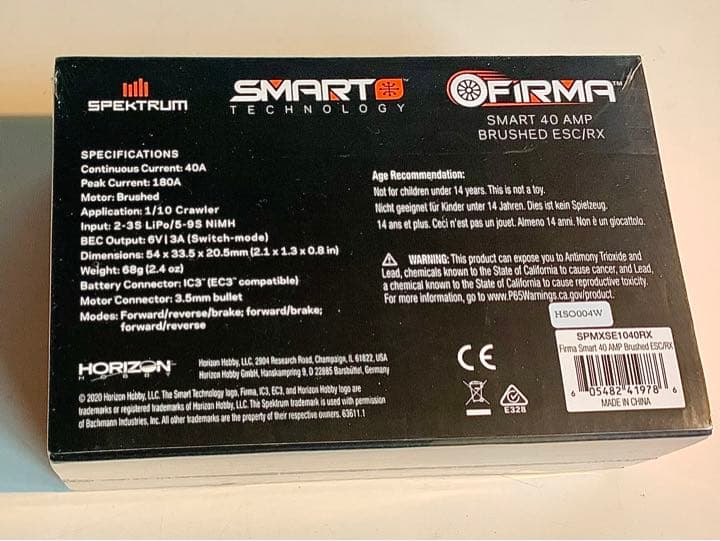 SPEKTRUM
SMART
TECHNOLOGY
FIRMA™
SMART 40 AMP
BRUSHED ESC/RX
SPECIFICATIONS
Continuous Current: 40A
Peak Current: 180A
Motor: Brushed
Application: 1/10 Crawler
Input: 2-3S LiPo/5-9S NiMH
BEC Output: 6V | 3A (Switch-mode)
Dimensions: 54 x 33.5 x 20.5mm (2.1 x 1.3 x 0.8 in)
Weight: 68g (2.4 oz)
Battery Connector: IC3™ (EC3™ compatible)
Motor Connector: 3.5mm bullet
Modes: Forward/reverse/brake; forward/brake;
forward/reverse
Age Recommendation:
Not for children under 14 years. This is not a toy.
Nicht geeignet für Kinder unter 14 Jahren. Dies ist kein Spielzeug.
14 ans et plus. Ceci n'est pas un jouet. Almeno 14 anni. Non è un giocattolo.
WARNING: This product can expose you to Antimony Trioxide and
Lead, chemicals known to the State of California to cause cancer, and Lead,
a chemical known to the State of California to cause reproductive toxicity.
For more information, go to www.P65Warnings.ca.gov/product.
HSO004W
SPMXSE1040RX
Firma Smart 40 AMP Brushed ESC/RX
6 05482 41978 6
MADE IN CHINA
HORIZON
HOBBY
Horizon Hobby, LLC, 2904 Research Road, Champaign, IL 61822, USA
Horizon Hobby GmbH, Hanskampring 9, D 22885 Barsbüttel, Germany
© 2020 Horizon Hobby, LLC. The Smart Technology logo, Firma, IC3, EC3, and Horizon Hobby logo are
trademarks or registered trademarks of Horizon Hobby, LLC. The Spektrum trademark is used with permission
of Bachmann Industries, Inc. All other trademarks are the property of their respective owners. 63611.1
CE
E328